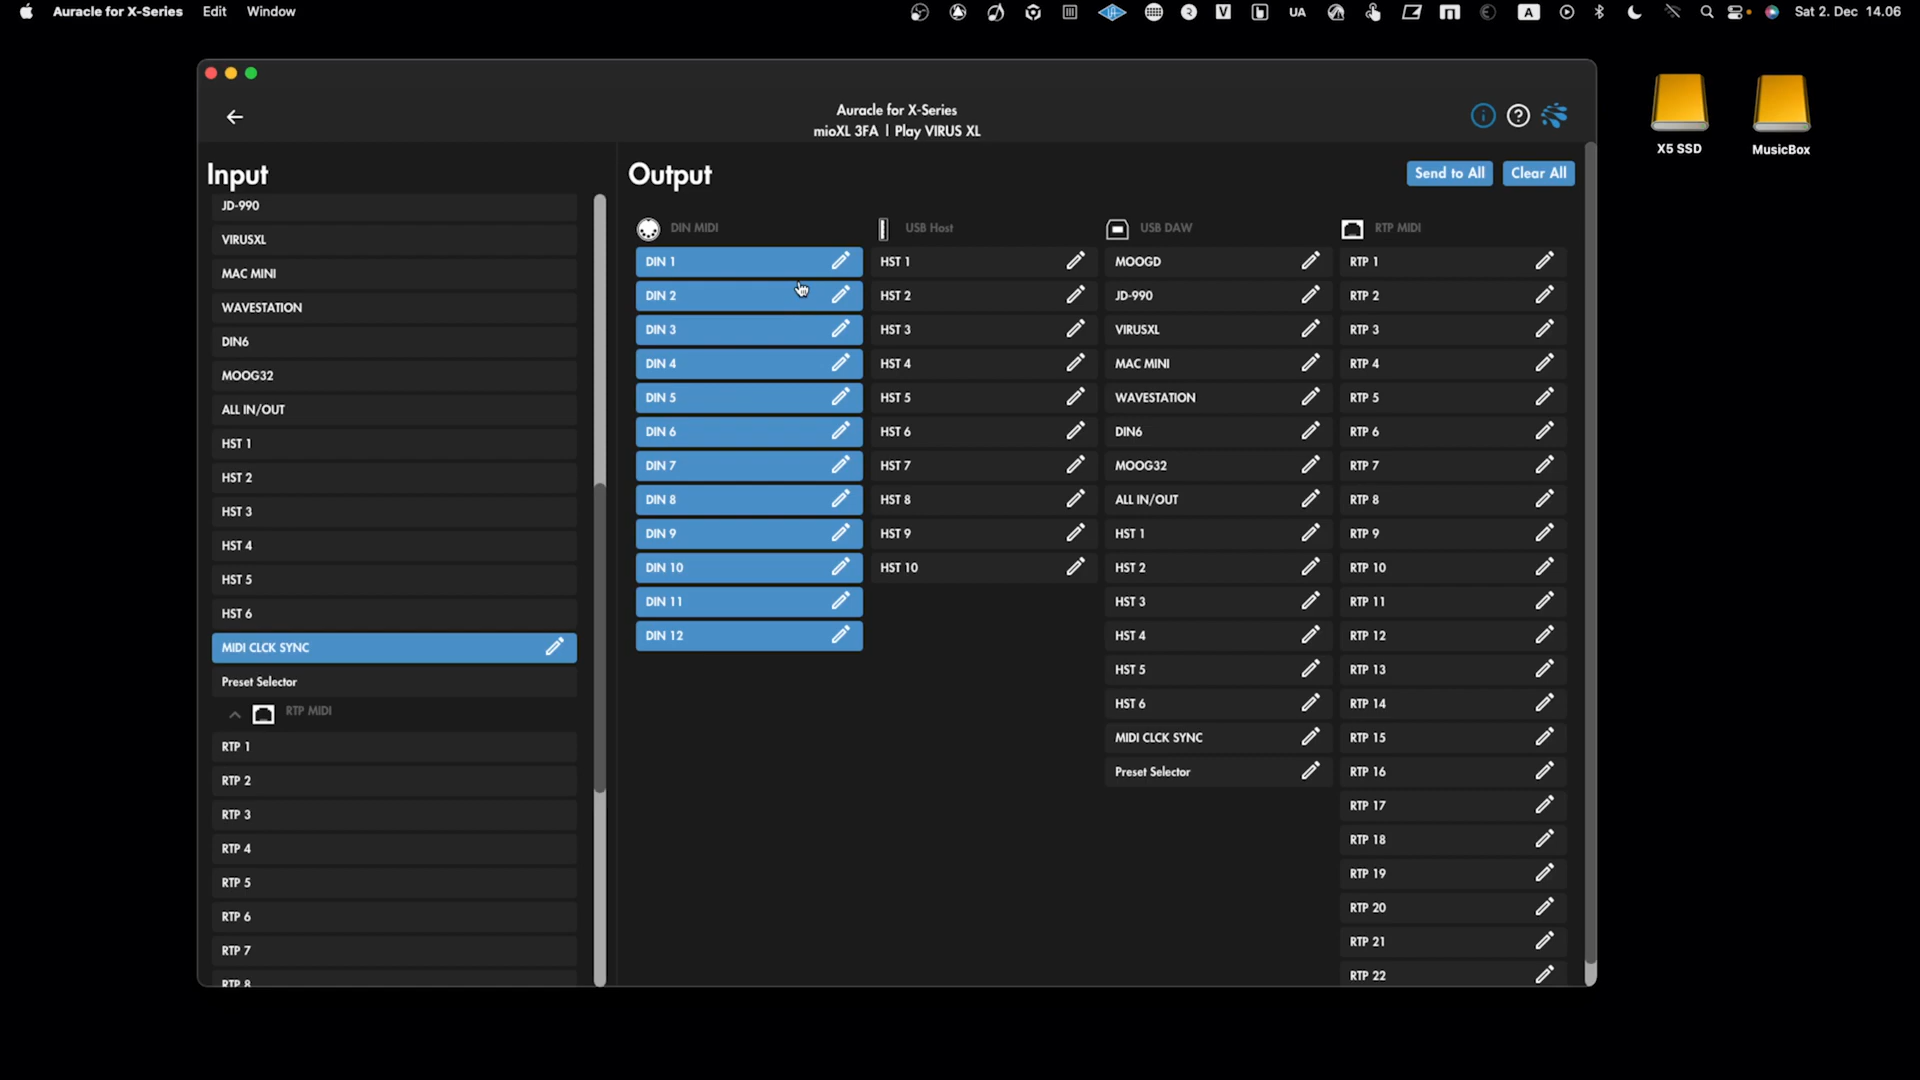 Auracle for X-Series Edit Window
V UA A Sat 2. Dec 14.06
Auracle for X-Series
mioXL 3FA | Play VIRUS XL
X5 SSD
MusicBox
Input
JD-990
VIRUSXL
MAC MINI
WAVESTATION
DIN6
MOOG32
ALL IN/OUT
HST 1
HST 2
HST 3
HST 4
HST 5
HST 6
MIDI CLCK SYNC
Preset Selector
RTP MIDI
RTP 1
RTP 2
RTP 3
RTP 4
RTP 5
RTP 6
RTP 7
RTP 8
Output
Send to All
Clear All
DIN MIDI
DIN 1
DIN 2
DIN 3
DIN 4
DIN 5
DIN 6
DIN 7
DIN 8
DIN 9
DIN 10
DIN 11
DIN 12
USB Host
HST 1
HST 2
HST 3
HST 4
HST 5
HST 6
HST 7
HST 8
HST 9
HST 10
USB DAW
MOOGD
JD-990
VIRUSXL
MAC MINI
WAVESTATION
DIN6
MOOG32
ALL IN/OUT
HST 1
HST 2
HST 3
HST 4
HST 5
HST 6
MIDI CLCK SYNC
Preset Selector
RTP MIDI
RTP 1
RTP 2
RTP 3
RTP 4
RTP 5
RTP 6
RTP 7
RTP 8
RTP 9
RTP 10
RTP 11
RTP 12
RTP 13
RTP 14
RTP 15
RTP 16
RTP 17
RTP 18
RTP 19
RTP 20
RTP 21
RTP 22